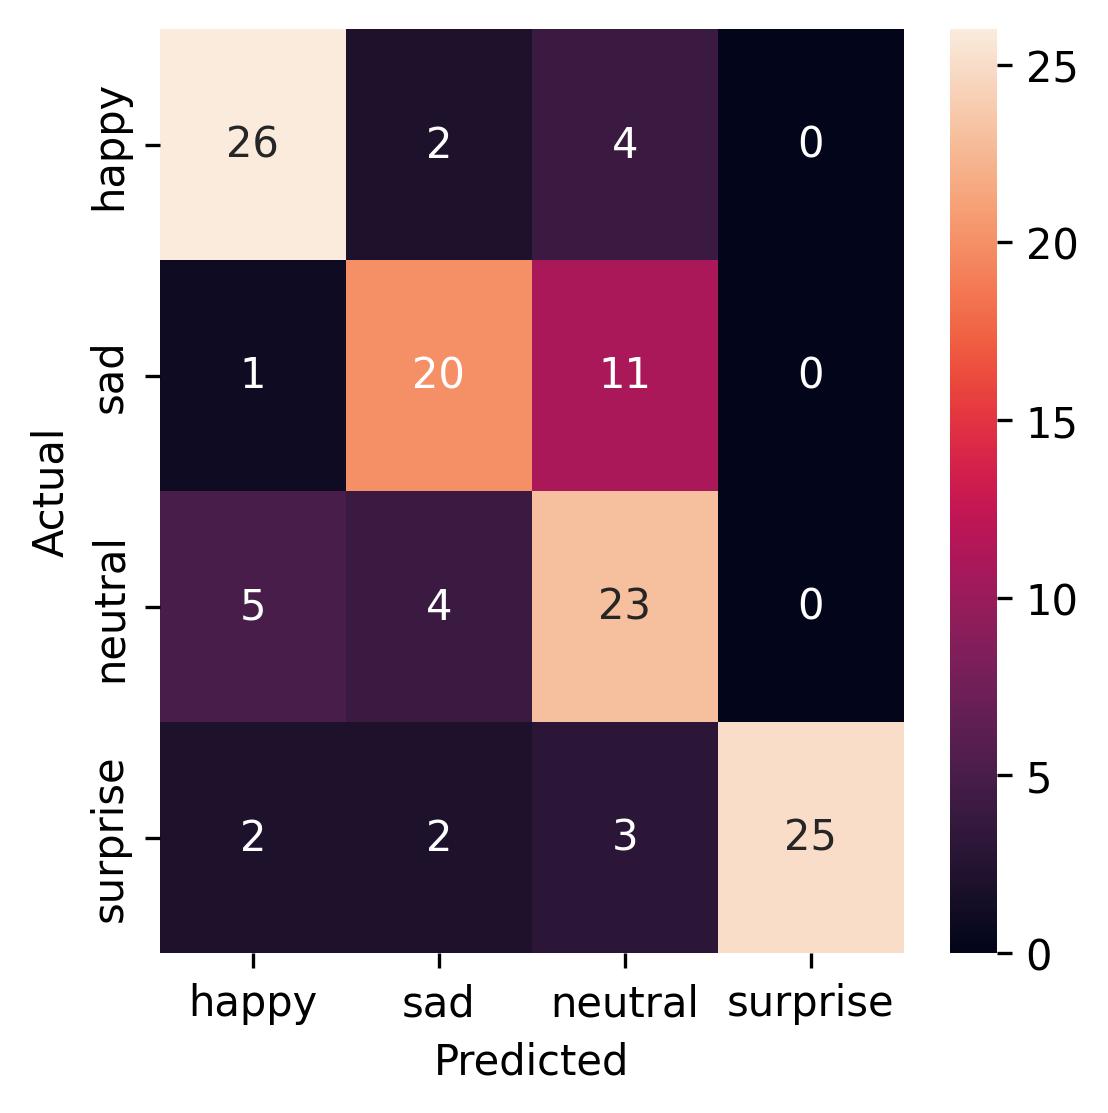 Actual
happy
26 2 4 0
sad
1 20 11 0
neutral
5 4 23 0
surprise
2 2 3 25
happy sad neutral surprise
Predicted
25
20
15
10
5
0